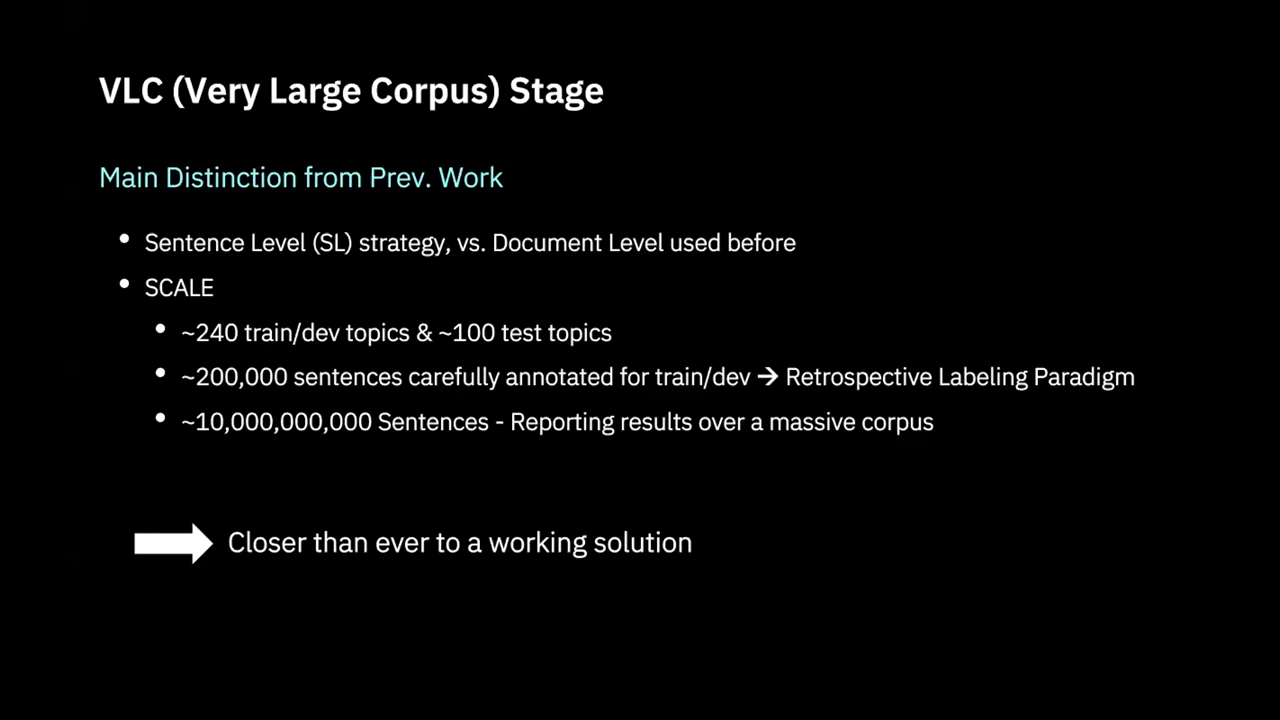 VLC (Very Large Corpus) Stage
Main Distinction from Prev. Work
• Sentence Level (SL) strategy, vs. Document Level used before
• SCALE
• ~240 train/dev topics & ~100 test topics
• ~200,000 sentences carefully annotated for train/dev → Retrospective Labeling Paradigm
• ~10,000,000,000 Sentences - Reporting results over a massive corpus
Closer than ever to a working solution